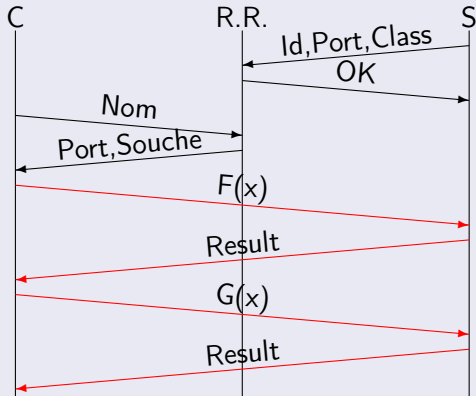 C R.R. S
Id,Port,Class
OK
Nom
Port,Souche
F(x)
Result
G(x)
Result